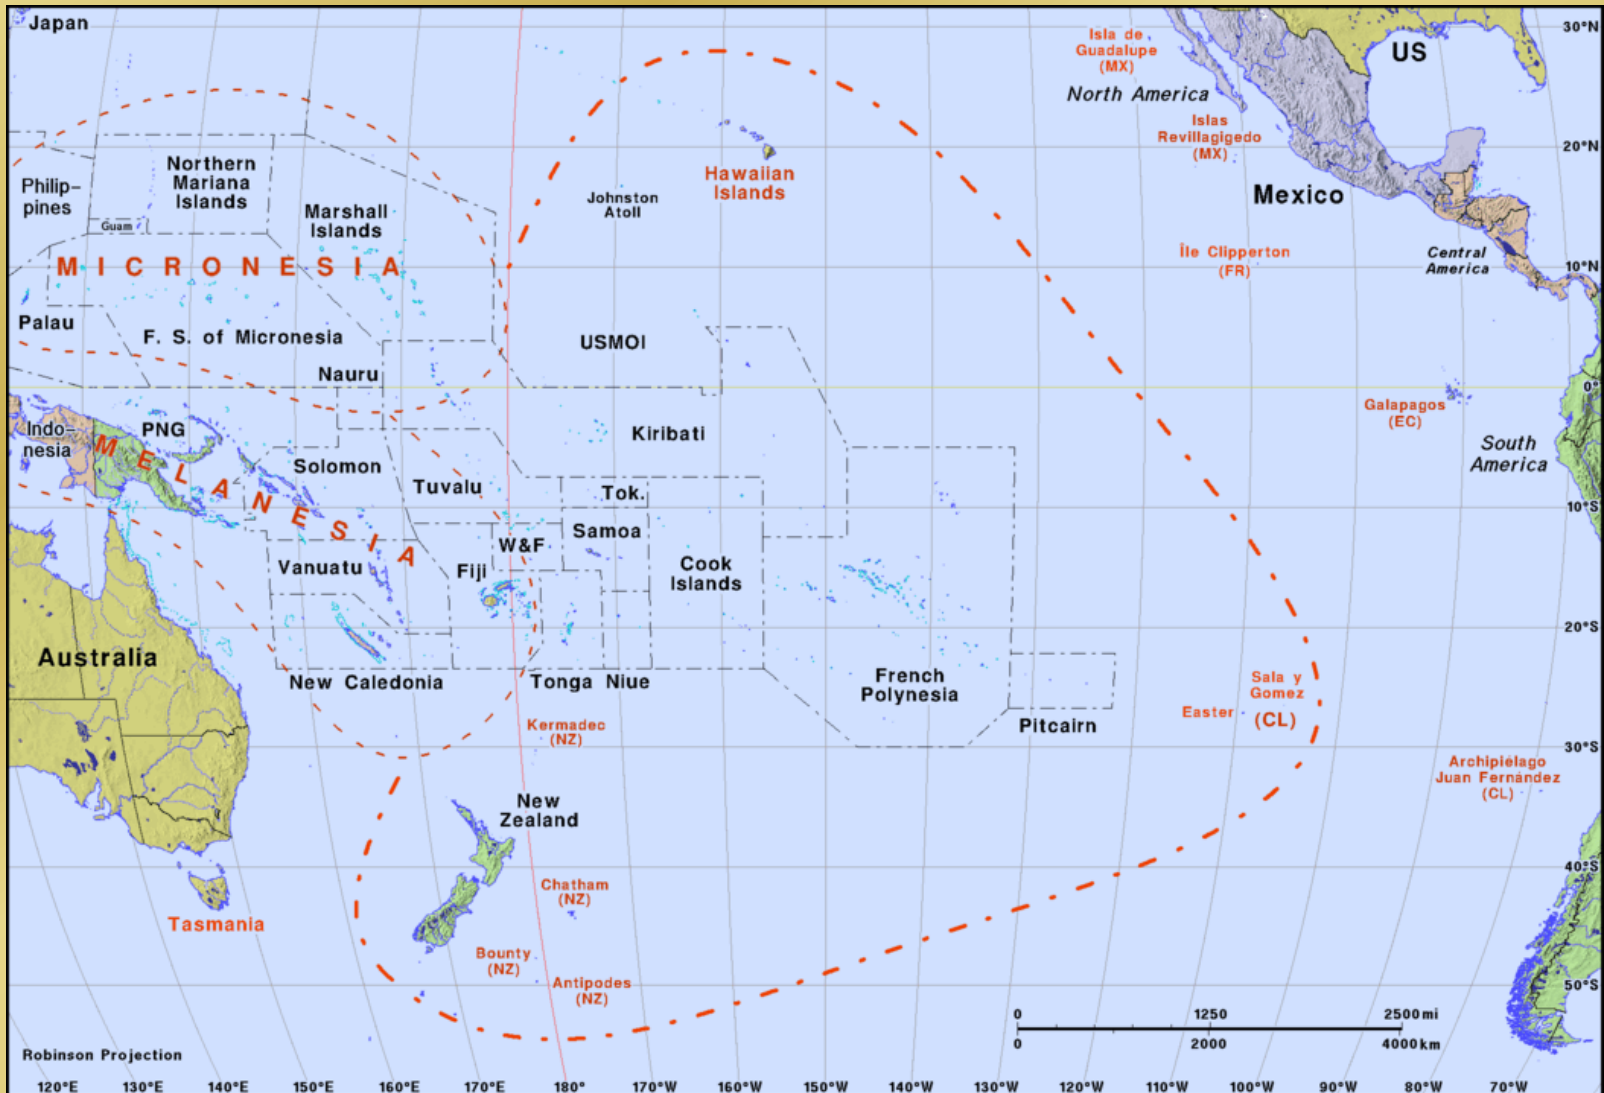 Japan
Isla de
Guadalupe
(MX)
US
30°N
North America
Islas
Revillagigedo
(MX)
20°N
Northern
Mariana
Islands
Philip–
pines
Hawaiian
Islands
Mexico
Johnston
Atoll
Marshall
Islands
Guam
Île Clipperton
(FR)
Central
America
MICRONESIA
10°N
Palau
F. S. of Micronesia
USMOI
Nauru
0°
Galapagos
(EC)
Indo–
nesia
PNG
MELANESIA
Kiribati
South
America
Solomon
Tuvalu
Tok.
10°S
Samoa
W&F
Vanuatu
Fiji
Cook
Islands
20°S
Australia
New Caledonia
Tonga
Niue
French
Polynesia
Sala y
Gomez
(CL)
Easter
Pitcairn
Kermadec
(NZ)
30°S
Archipiélago
Juan Fernández
(CL)
New
Zealand
40°S
Chatham
(NZ)
Tasmania
Bounty
(NZ)
Antipodes
(NZ)
50°S
0 1250 2500 mi
0 2000 4000 km
Robinson Projection
120°E 130°E 140°E 150°E 160°E 170°E 180° 170°W 160°W 150°W 140°W 130°W 120°W 110°W 100°W 90°W 80°W 70°W